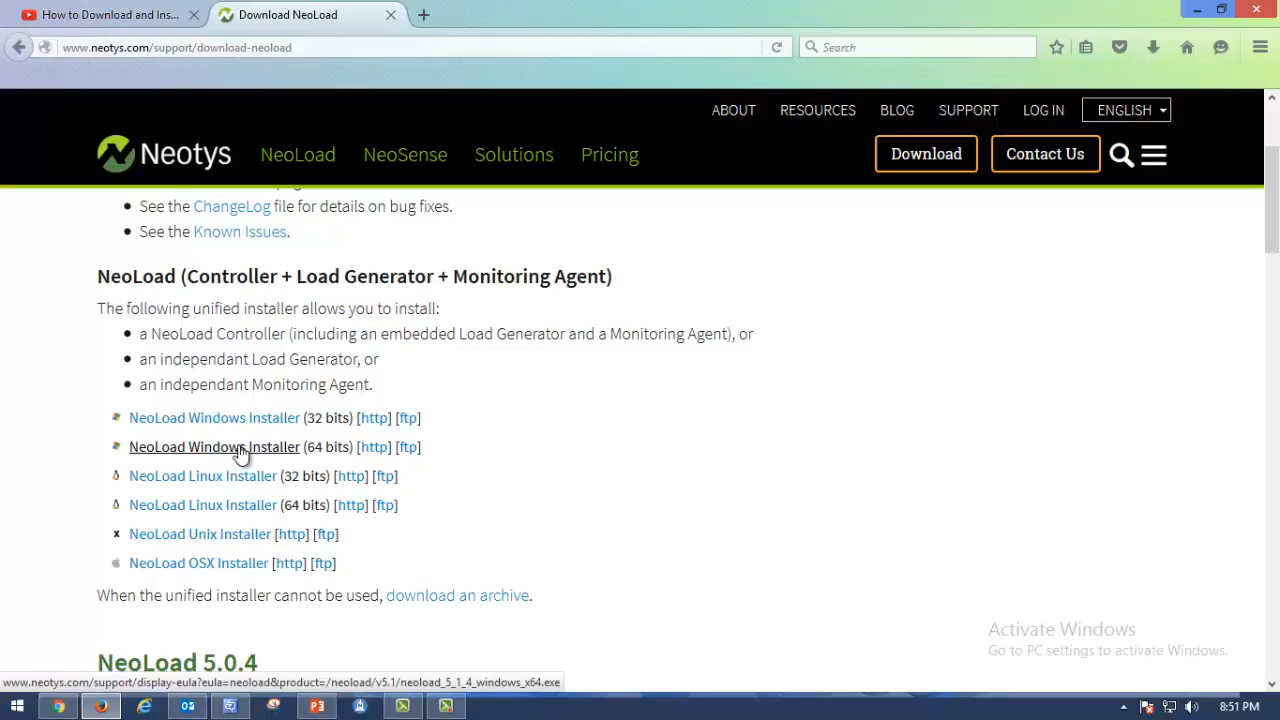 How to Download and Ins...
Download NeoLoad
www.neotys.com/support/download-neoload
Search
ABOUT RESOURCES BLOG SUPPORT LOG IN ENGLISH
Neotys NeoLoad NeoSense Solutions Pricing Download Contact Us
See the ChangeLog file for details on bug fixes.
See the Known Issues.
NeoLoad (Controller + Load Generator + Monitoring Agent)
The following unified installer allows you to install:
a NeoLoad Controller (including an embedded Load Generator and a Monitoring Agent), or
an independant Load Generator, or
an independant Monitoring Agent.
NeoLoad Windows Installer (32 bits) [http] [ftp]
NeoLoad Windows Installer (64 bits) [http] [ftp]
NeoLoad Linux Installer (32 bits) [http] [ftp]
NeoLoad Linux Installer (64 bits) [http] [ftp]
NeoLoad Unix Installer [http] [ftp]
NeoLoad OSX Installer [http] [ftp]
When the unified installer cannot be used, download an archive.
Activate Windows
Go to PC settings to activate Windows.
NeoLoad 5.0.4
www.neotys.com/support/display-eula?eula=neoload&product=/neoload/v5.1/neoload_5_1_4_windows_x64.exe
8:51 PM